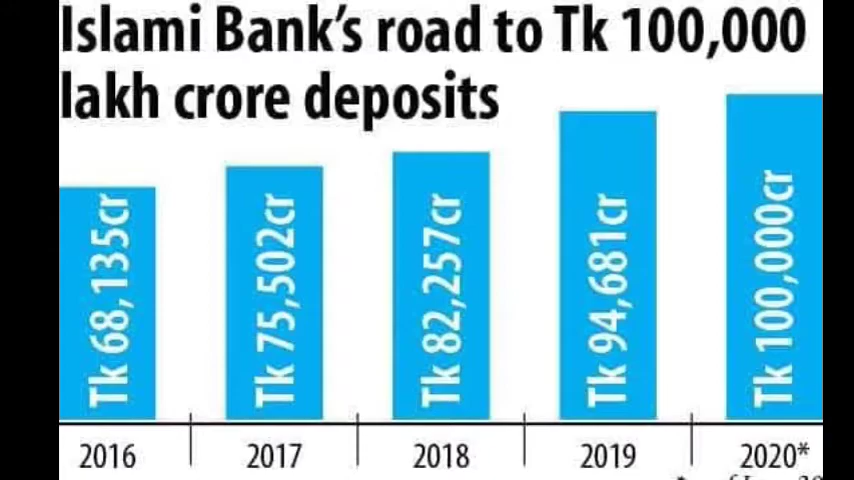 Islami Bank's road to Tk 100,000
lakh crore deposits
Tk 68,135cr
Tk 75,502cr
Tk 82,257cr
Tk 94,681cr
Tk 100,000cr
2016
2017
2018
2019
2020*